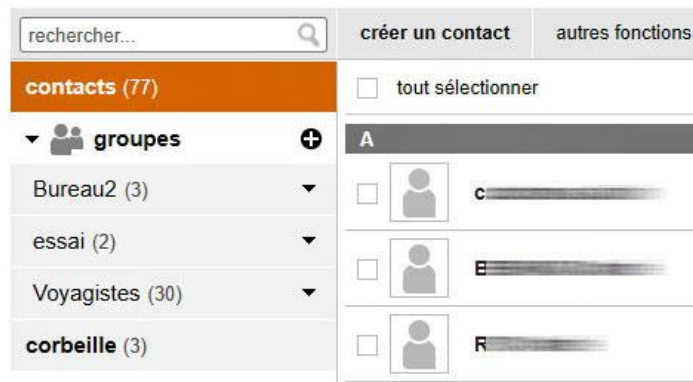 rechercher...
créer un contact
autres fonctions
contacts (77)
tout sélectionner
groupes
A
Bureau2 (3)
essai (2)
Voyagistes (30)
corbeille (3)